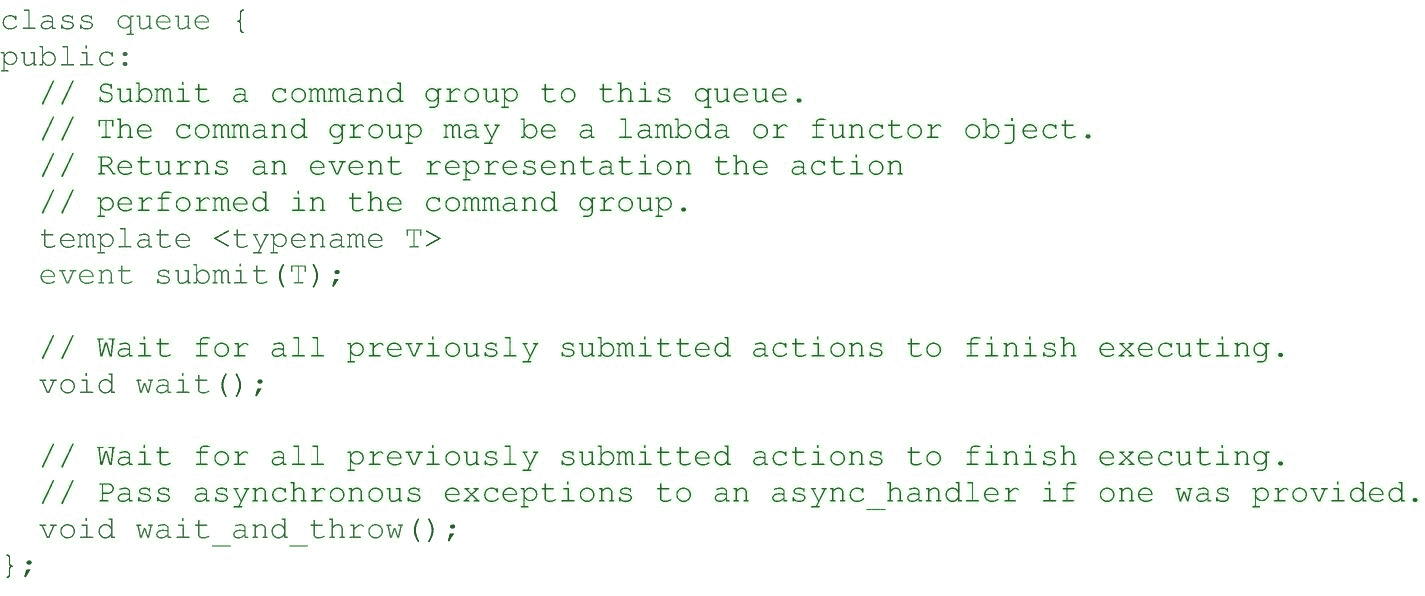 class queue {
public:
  // Submit a command group to this queue.
  // The command group may be a lambda or functor object.
  // Returns an event representation the action
  // performed in the command group.
  template <typename T>
  event submit(T);

  // Wait for all previously submitted actions to finish executing.
  void wait();

  // Wait for all previously submitted actions to finish executing.
  // Pass asynchronous exceptions to an async_handler if one was provided.
  void wait_and_throw();
};